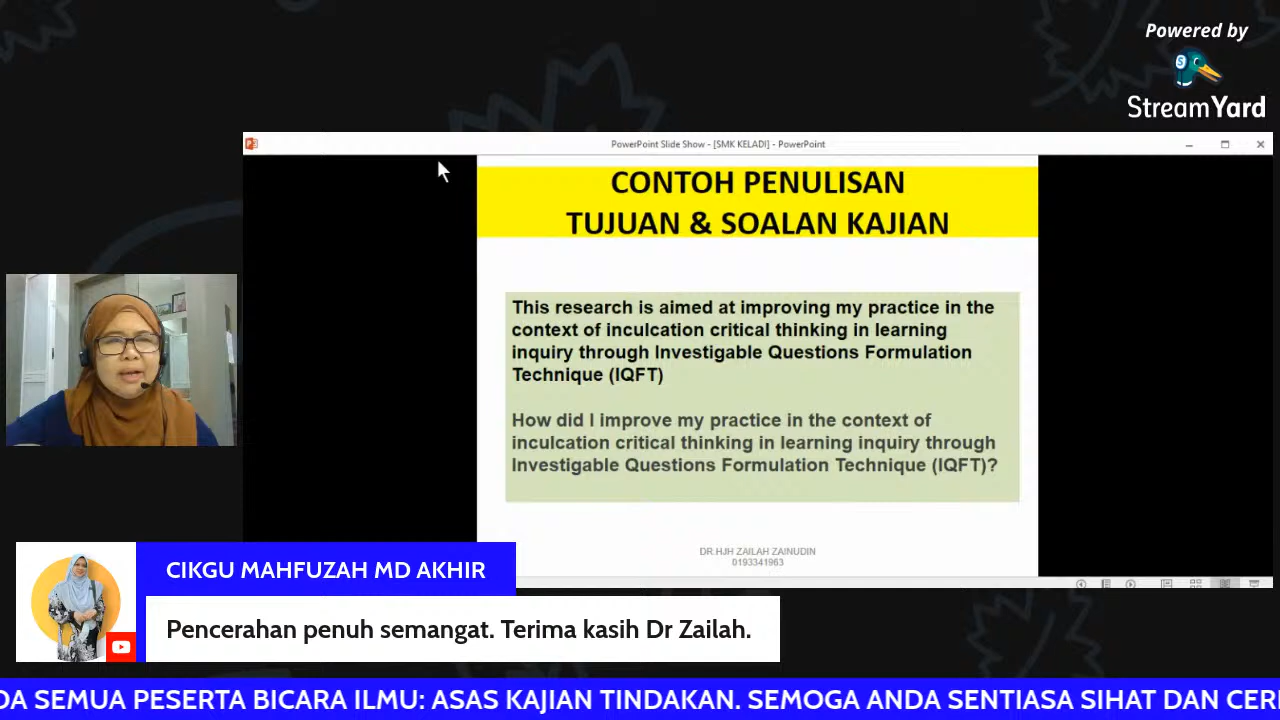 Powered by
StreamYard
PowerPoint Slide Show - [SMK KELADI] - PowerPoint
CONTOH PENULISAN
TUJUAN & SOALAN KAJIAN
This research is aimed at improving my practice in the
context of inculcation critical thinking in learning
inquiry through Investigable Questions Formulation
Technique (IQFT)
How did I improve my practice in the context of
inculcation critical thinking in learning inquiry through
Investigable Questions Formulation Technique (IQFT)?
DR.HJH ZAILAH ZAINUDIN
0193341963
CIKGU MAHFUZAH MD AKHIR
Pencerahan penuh semangat. Terima kasih Dr Zailah.
DA SEMUA PESERTA BICARA ILMU: ASAS KAJIAN TINDAKAN. SEMOGA ANDA SENTIASA SIHAT DAN CERI